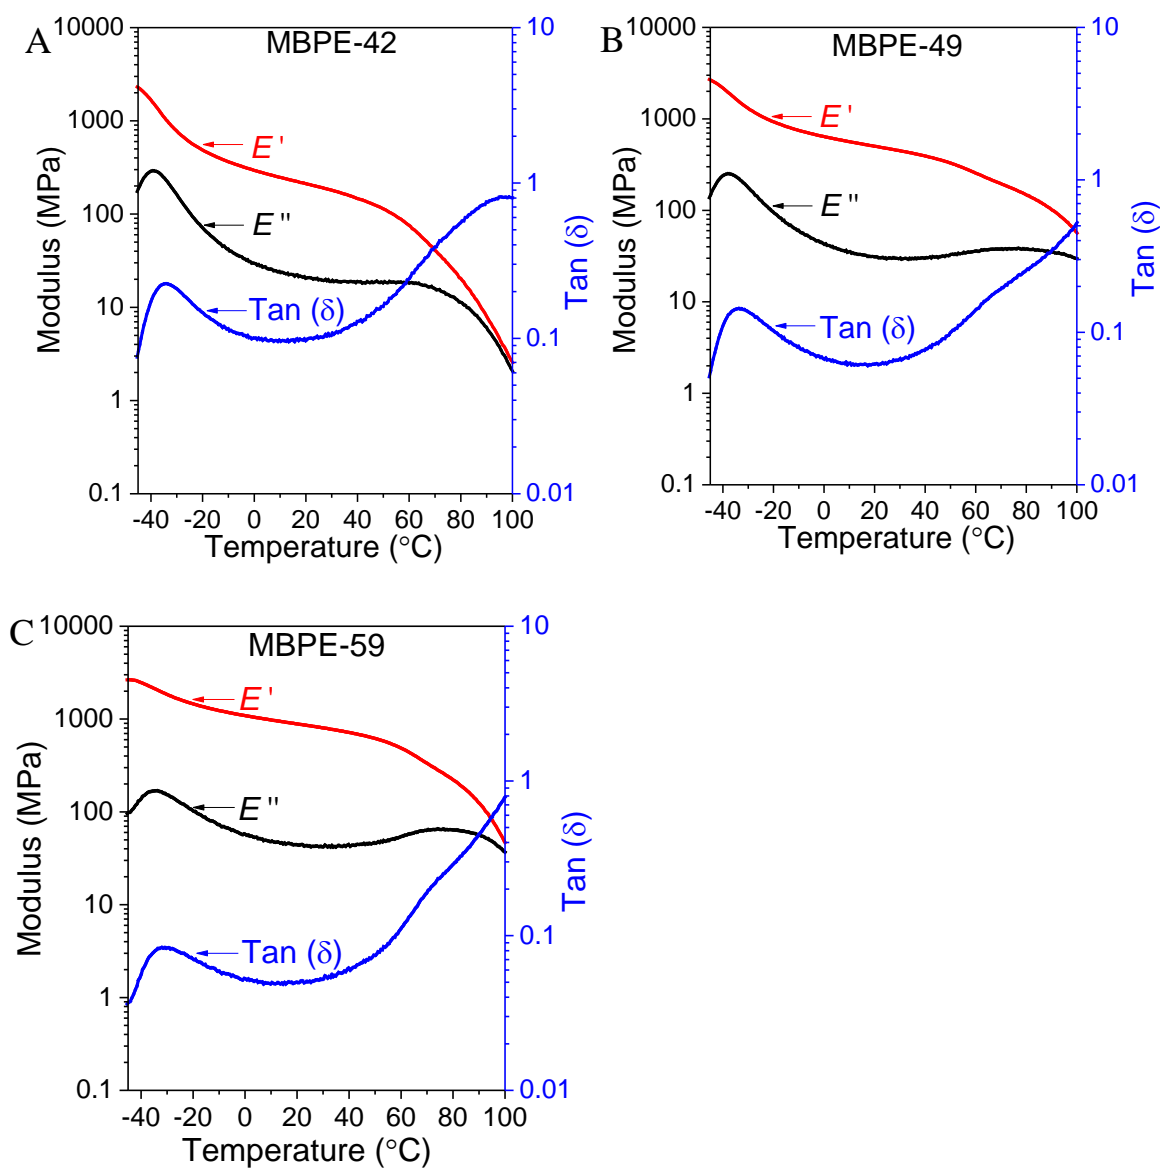 A
MBPE-42
10000
1000
100
10
1
0.1
Modulus (MPa)
E'
E"
Tan (δ)
10
1
0.1
0.01
Tan (δ)
-40 -20 0 20 40 60 80 100
Temperature (°C)
B
MBPE-49
10000
1000
100
10
1
0.1
Modulus (MPa)
E'
E"
Tan (δ)
10
1
0.1
0.01
Tan (δ)
-40 -20 0 20 40 60 80 100
Temperature (°C)
C
MBPE-59
10000
1000
100
10
1
0.1
Modulus (MPa)
E'
E"
Tan (δ)
10
1
0.1
0.01
Tan (δ)
-40 -20 0 20 40 60 80 100
Temperature (°C)